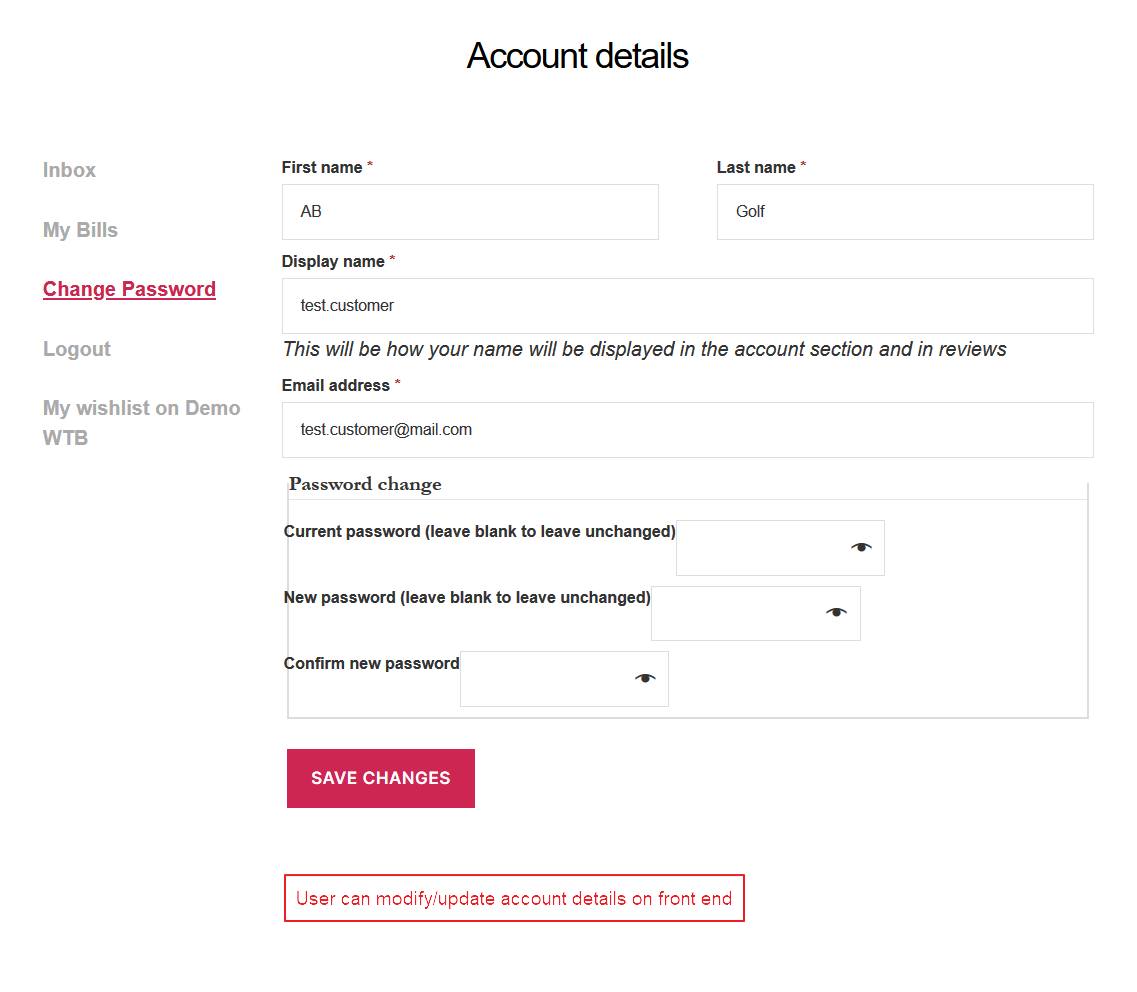 Account details
Inbox
My Bills
Change Password
Logout
My wishlist on Demo
WTB
First name *
AB
Last name *
Golf
Display name *
test.customer
This will be how your name will be displayed in the account section and in reviews
Email address *
test.customer@mail.com
Password change
Current password (leave blank to leave unchanged)
New password (leave blank to leave unchanged)
Confirm new password
SAVE CHANGES
User can modify/update account details on front end